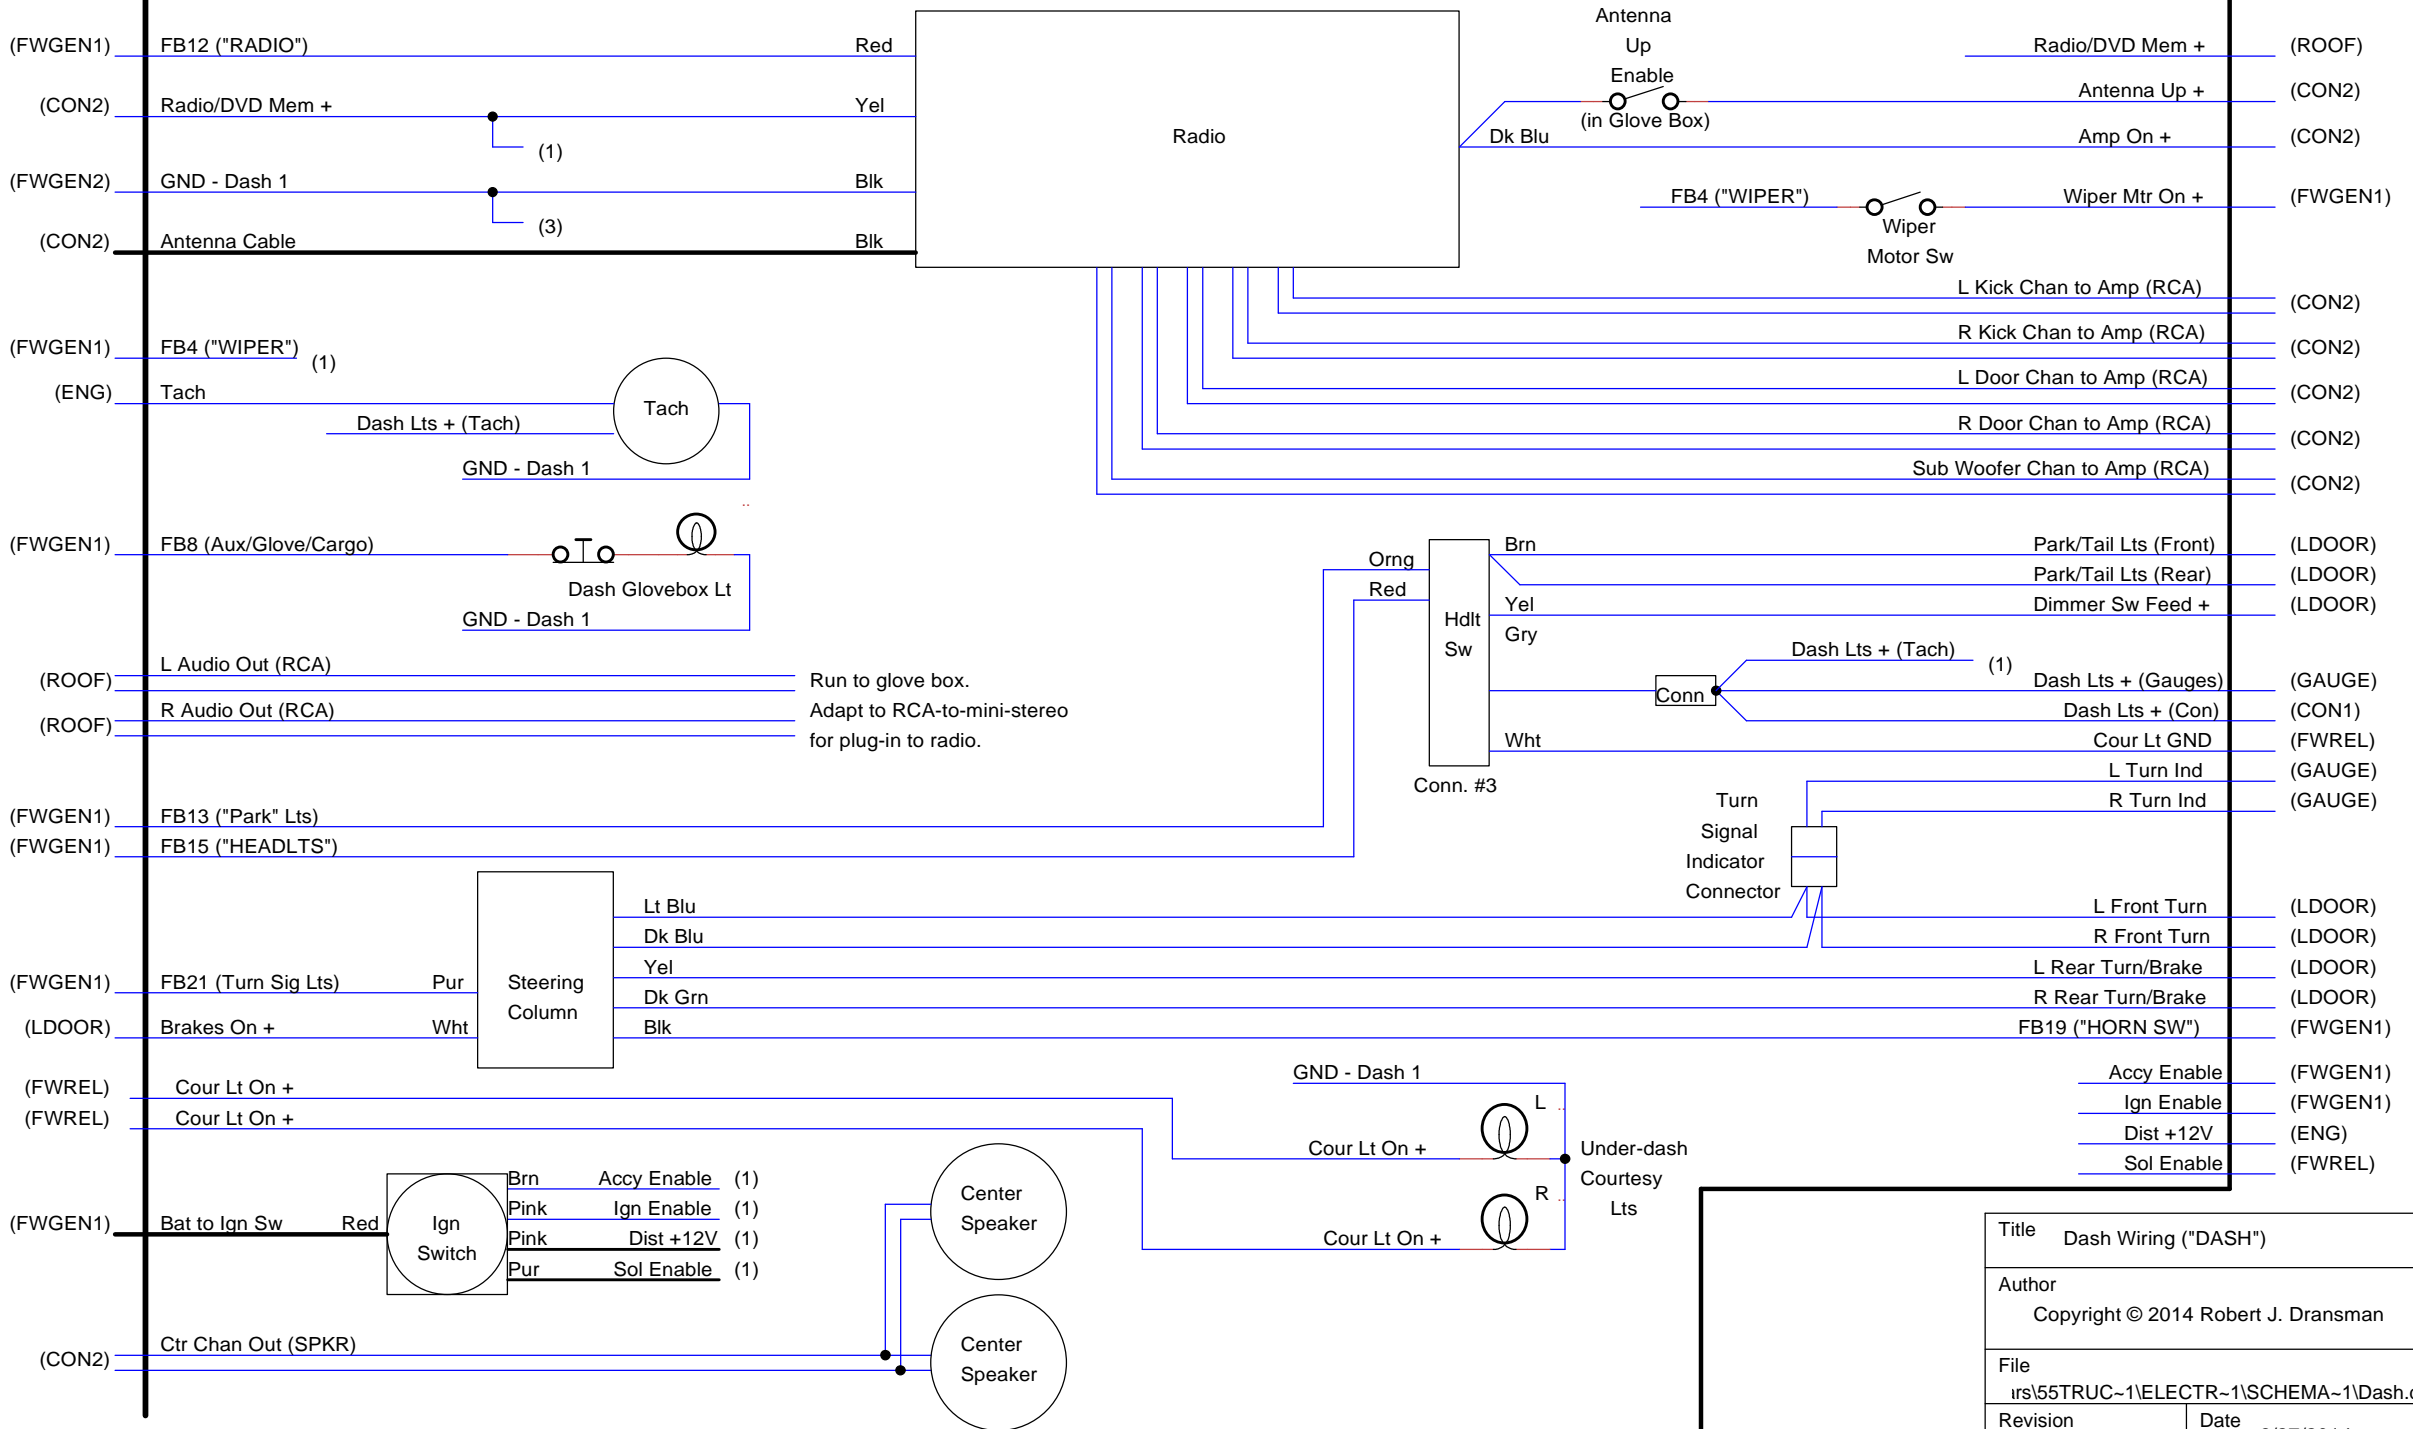 (FWGEN1) FB12 ("RADIO") Red
(CON2) Radio/DVD Mem + Yel
(1)
(FWGEN2) GND - Dash 1 Blk
(3)
(CON2) Antenna Cable Blk
Radio
Antenna
Up
Enable
(in Glove Box)
Dk Blu
Radio/DVD Mem + (ROOF)
Antenna Up + (CON2)
Amp On + (CON2)
FB4 ("WIPER") Wiper Mtr On + (FWGEN1)
Wiper
Motor Sw
L Kick Chan to Amp (RCA) (CON2)
R Kick Chan to Amp (RCA) (CON2)
L Door Chan to Amp (RCA) (CON2)
R Door Chan to Amp (RCA) (CON2)
Sub Woofer Chan to Amp (RCA) (CON2)
(FWGEN1) FB4 ("WIPER") (1)
(ENG) Tach
Tach
Dash Lts + (Tach)
GND - Dash 1
(FWGEN1) FB8 (Aux/Glove/Cargo)
Dash Glovebox Lt
GND - Dash 1
(ROOF) L Audio Out (RCA)
(ROOF) R Audio Out (RCA)
Run to glove box.
Adapt to RCA-to-mini-stereo
for plug-in to radio.
Orng
Red
Hdlt
Sw
Conn. #3
Brn Park/Tail Lts (Front) (LDOOR)
Park/Tail Lts (Rear) (LDOOR)
Yel Dimmer Sw Feed + (LDOOR)
Gry
Dash Lts + (Tach) (1)
Conn
Dash Lts + (Gauges) (GAUGE)
Dash Lts + (Con) (CON1)
Wht Cour Lt GND (FWREL)
L Turn Ind (GAUGE)
R Turn Ind (GAUGE)
Turn
Signal
Indicator
Connector
(FWGEN1) FB13 ("Park" Lts)
(FWGEN1) FB15 ("HEADLTS")
Steering
Column
(FWGEN1) FB21 (Turn Sig Lts) Pur
(LDOOR) Brakes On + Wht
Lt Blu L Front Turn (LDOOR)
Dk Blu R Front Turn (LDOOR)
Yel L Rear Turn/Brake (LDOOR)
Dk Grn R Rear Turn/Brake (LDOOR)
Blk FB19 ("HORN SW") (FWGEN1)
(FWREL) Cour Lt On +
(FWREL) Cour Lt On +
GND - Dash 1
L
Cour Lt On +
R
Cour Lt On +
Under-dash
Courtesy
Lts
Accy Enable (FWGEN1)
Ign Enable (FWGEN1)
Dist +12V (ENG)
Sol Enable (FWREL)
(FWGEN1) Bat to Ign Sw Red
Ign
Switch
Brn Accy Enable (1)
Pink Ign Enable (1)
Pink Dist +12V (1)
Pur Sol Enable (1)
Center
Speaker
Center
Speaker
(CON2) Ctr Chan Out (SPKR)
Title Dash Wiring ("DASH")
Author
Copyright © 2014 Robert J. Dransman
File
ırs\55TRUC~1\ELECTR~1\SCHEMA~1\Dash.
Revision Date